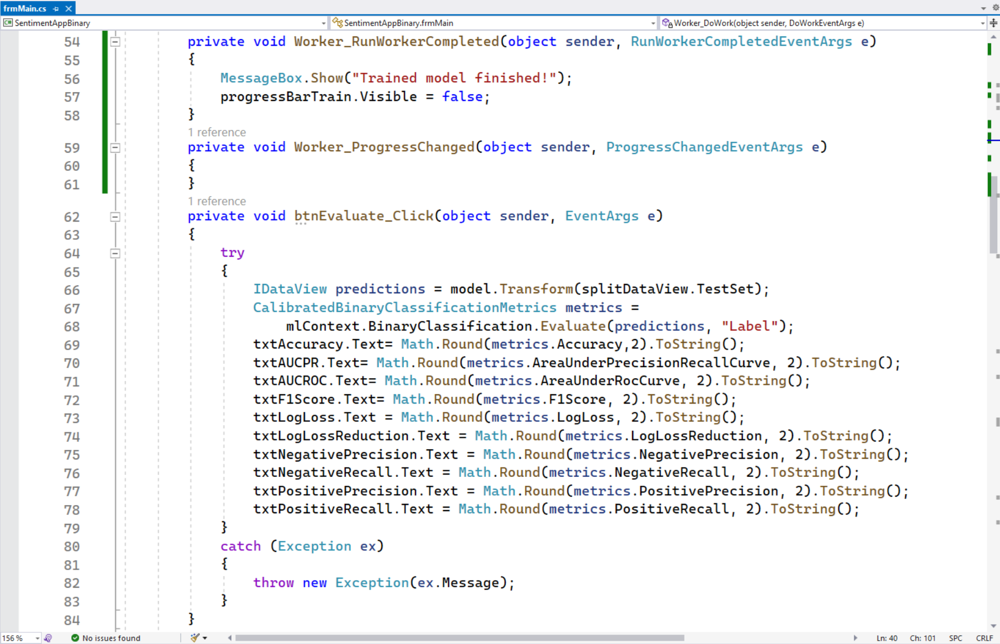 frmMain.cs
SentimentAppBinary SentimentAppBinary.frmMain Worker_DoWork(object sender, DoWorkEventArgs e)
54 private void Worker_RunWorkerCompleted(object sender, RunWorkerCompletedEventArgs e)
55 {
56 MessageBox.Show("Trained model finished!");
57 progressBarTrain.Visible = false;
58 }
1 reference
59 private void Worker_ProgressChanged(object sender, ProgressChangedEventArgs e)
60 {
61 }
1 reference
62 private void btnEvaluate_Click(object sender, EventArgs e)
63 {
64 try
65 {
66 IDataView predictions = model.Transform(splitDataView.TestSet);
67 CalibratedBinaryClassificationMetrics metrics =
68 mlContext.BinaryClassification.Evaluate(predictions, "Label");
69 txtAccuracy.Text= Math.Round(metrics.Accuracy,2).ToString();
70 txtAUCPR.Text= Math.Round(metrics.AreaUnderPrecisionRecallCurve, 2).ToString();
71 txtAUCROC.Text= Math.Round(metrics.AreaUnderRocCurve, 2).ToString();
72 txtF1Score.Text= Math.Round(metrics.F1Score, 2).ToString();
73 txtLogLoss.Text = Math.Round(metrics.LogLoss, 2).ToString();
74 txtLogLossReduction.Text = Math.Round(metrics.LogLossReduction, 2).ToString();
75 txtNegativePrecision.Text = Math.Round(metrics.NegativePrecision, 2).ToString();
76 txtNegativeRecall.Text = Math.Round(metrics.NegativeRecall, 2).ToString();
77 txtPositivePrecision.Text = Math.Round(metrics.PositivePrecision, 2).ToString();
78 txtPositiveRecall.Text = Math.Round(metrics.PositiveRecall, 2).ToString();
79 }
80 catch (Exception ex)
81 {
82 throw new Exception(ex.Message);
83 }
84 }
156 % No issues found Ln: 40 Ch: 101 SPC CRLF